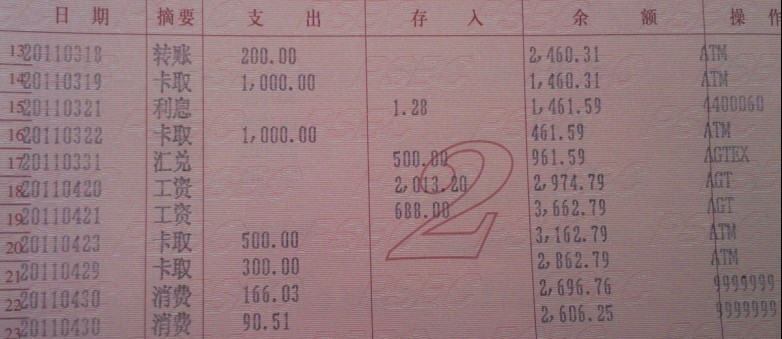 日 期 摘要 支 出 存 入 余 额 操 作
13 20110318 转账 200.00 2,460.31 ATM
14 20110319 卡取 1,000.00 1,460.31 ATM
15 20110321 利息 1.28 1,461.59 4400060
16 20110322 卡取 1,000.00 461.59 ATM
17 20110331 汇兑 500.00 961.59 AGTEX
18 20110420 工资 2,013.20 2,974.79 AGT
19 20110421 工资 688.00 3,662.79 AGT
20 20110423 卡取 500.00 3,162.79 ATM
21 20110429 卡取 300.00 2,862.79 ATM
22 20110430 消费 166.03 2,696.76 9999999
23 20110430 消费 90.51 2,606.25 9999999
2